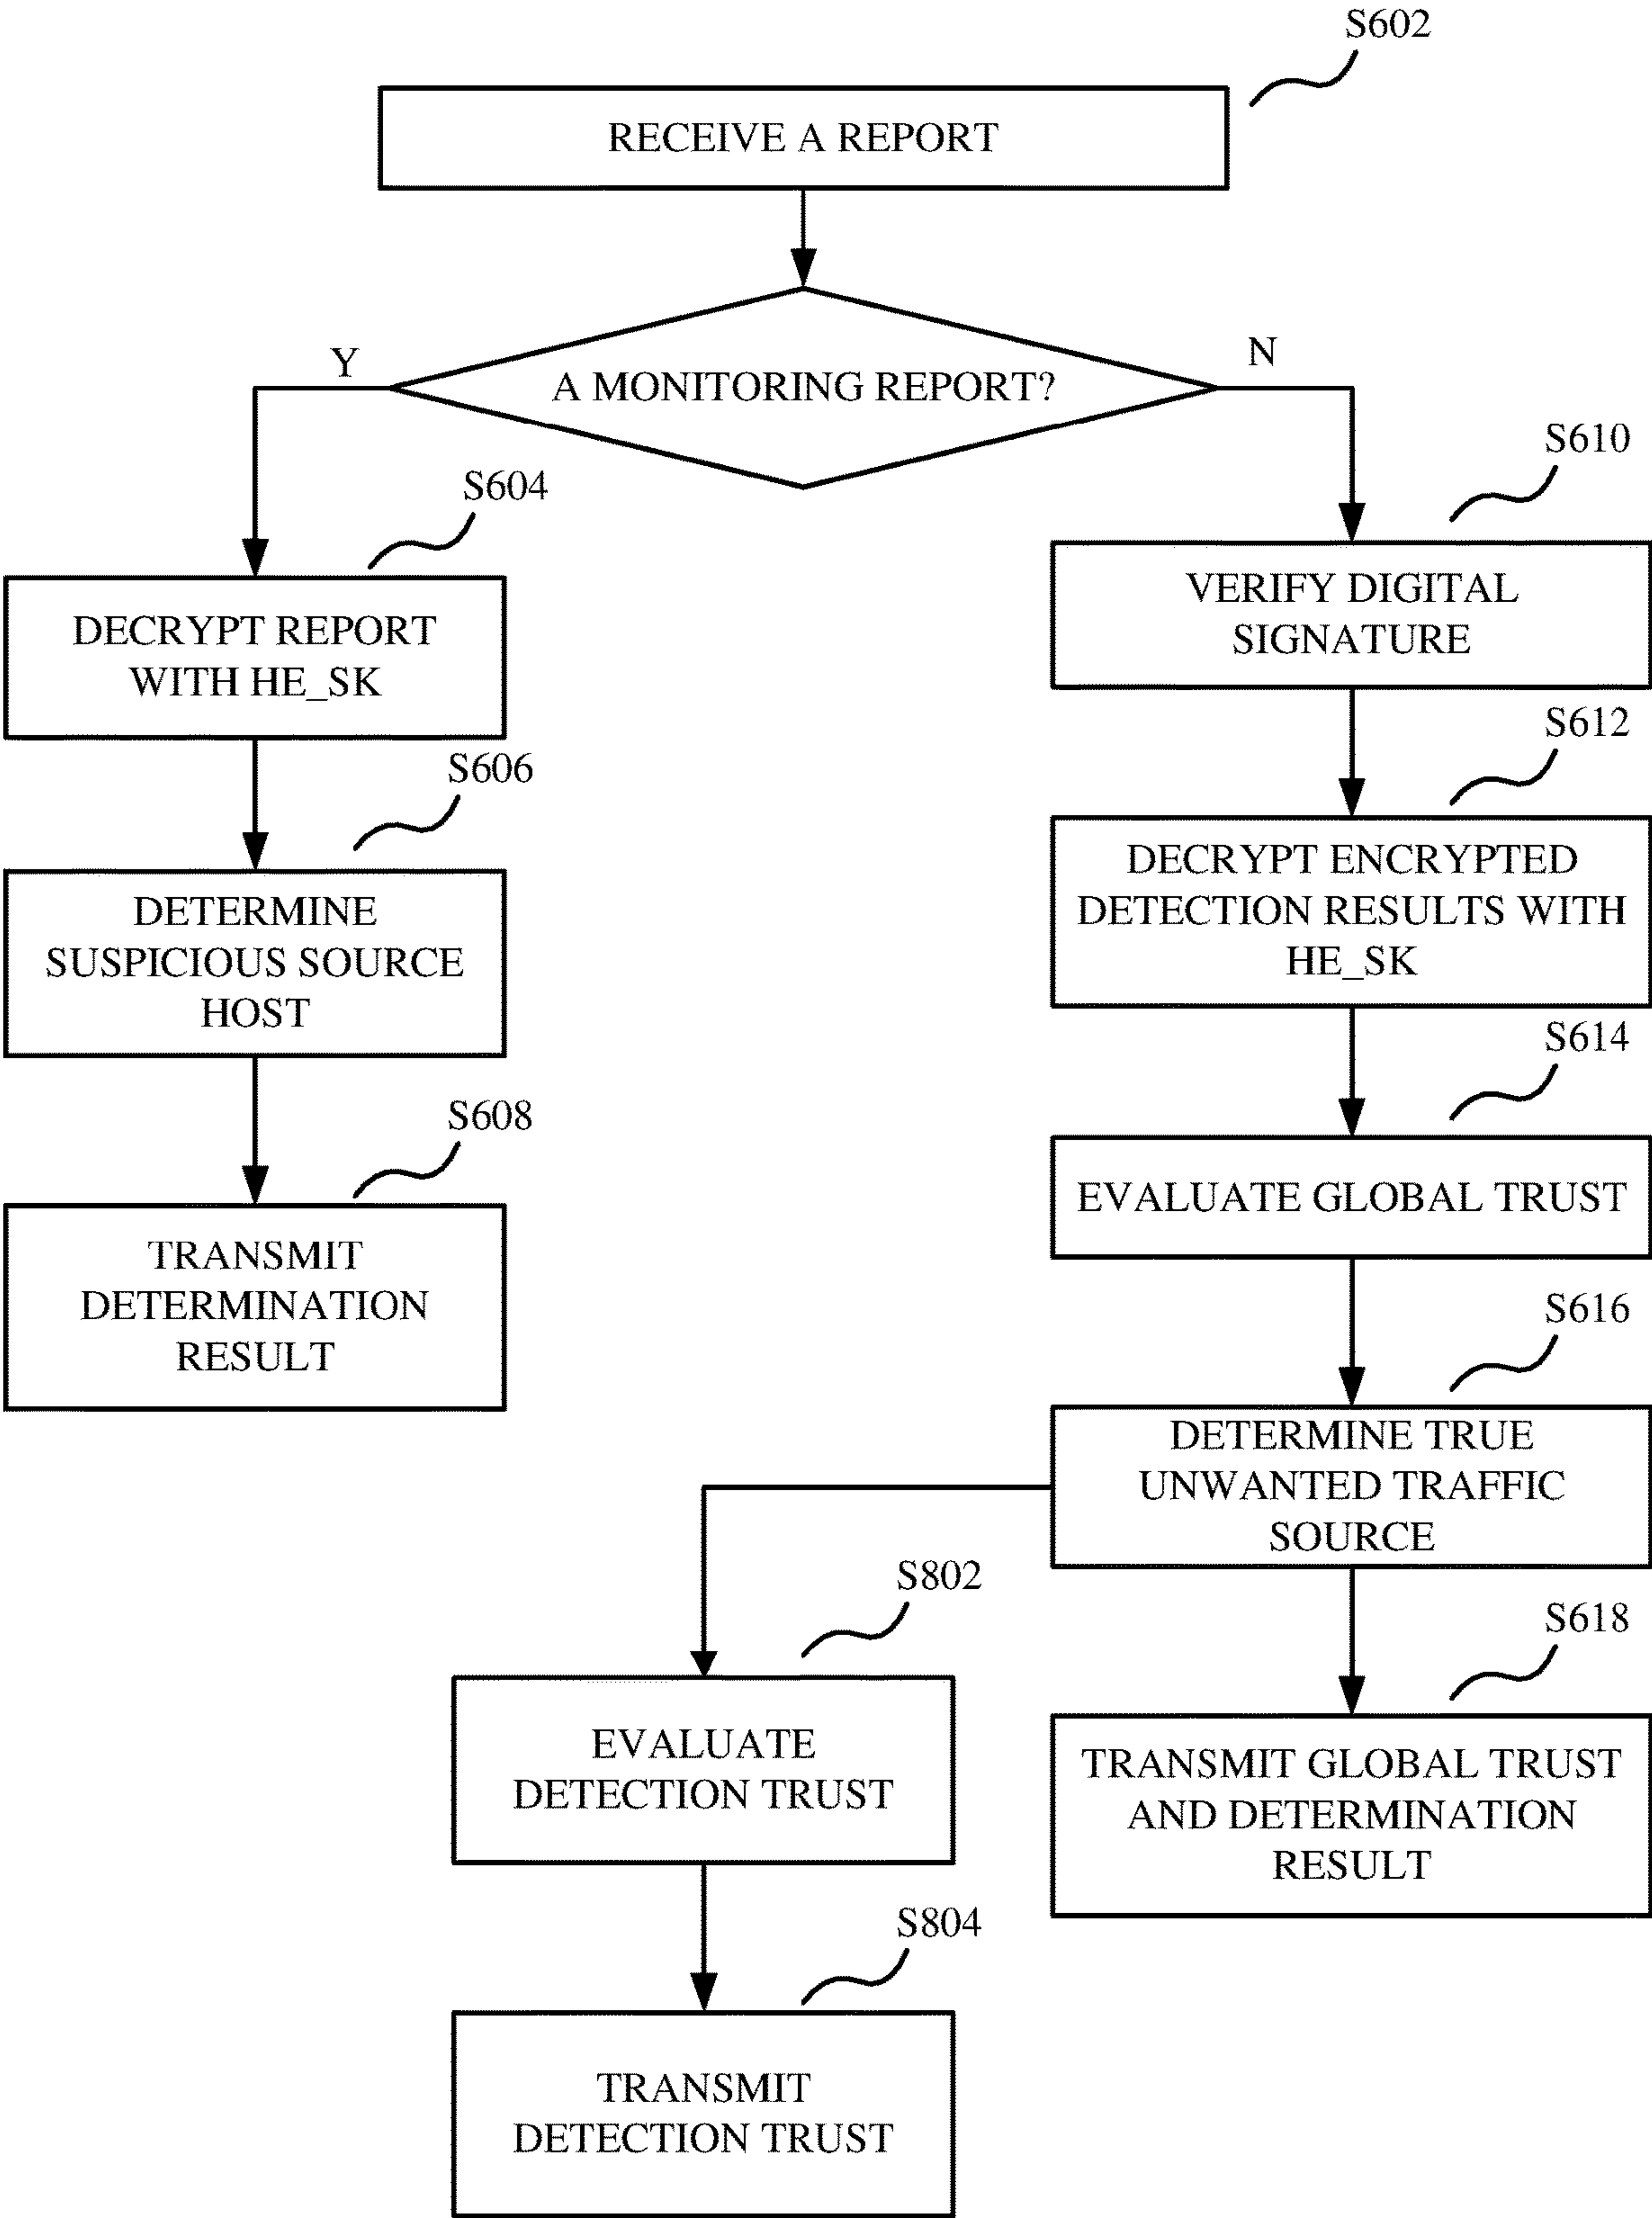 S602
RECEIVE A REPORT
A MONITORING REPORT?
Y
N
S604
DECRYPT REPORT
WITH HE_SK
S606
DETERMINE
SUSPICIOUS SOURCE
HOST
S608
TRANSMIT
DETERMINATION
RESULT
S610
VERIFY DIGITAL
SIGNATURE
S612
DECRYPT ENCRYPTED
DETECTION RESULTS WITH
HE_SK
S614
EVALUATE GLOBAL TRUST
S616
DETERMINE TRUE
UNWANTED TRAFFIC
SOURCE
S618
TRANSMIT GLOBAL TRUST
AND DETERMINATION
RESULT
S802
EVALUATE
DETECTION TRUST
S804
TRANSMIT
DETECTION TRUST